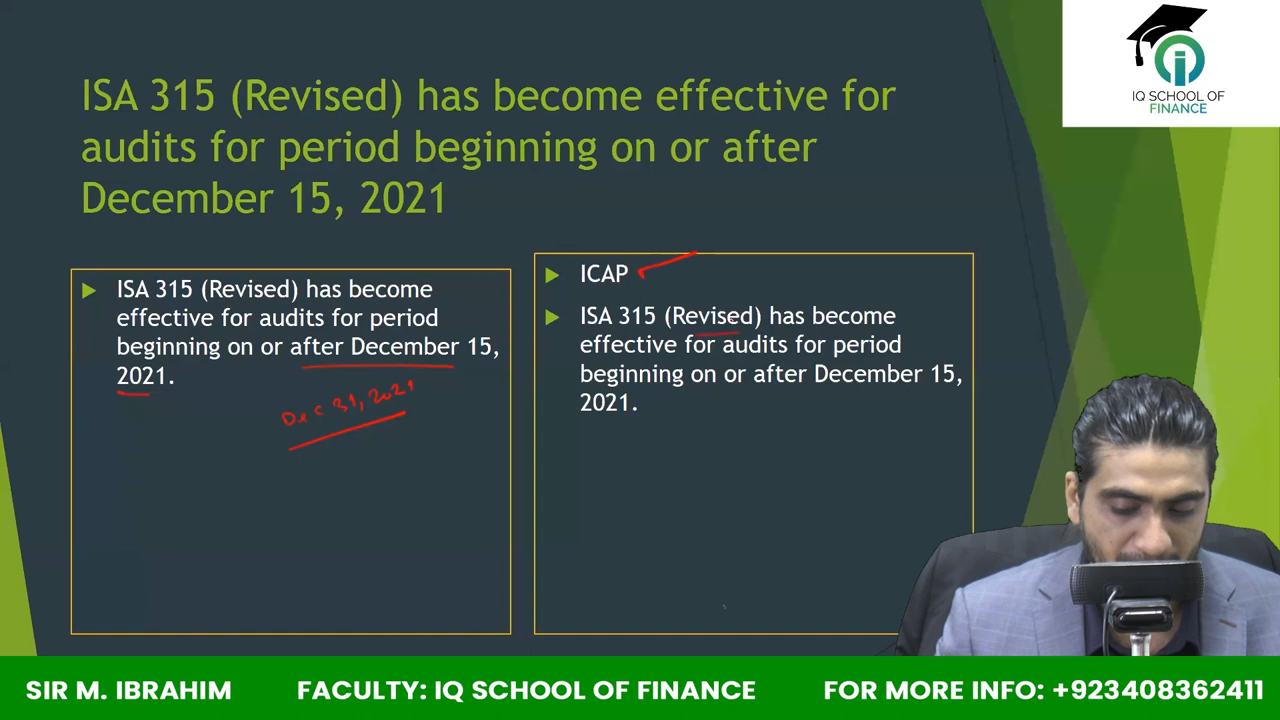 ISA 315 (Revised) has become effective for
audits for period beginning on or after
December 15, 2021
IQ SCHOOL OF
FINANCE
ISA 315 (Revised) has become
effective for audits for period
beginning on or after December 15,
2021.
Dec 31, 2021
ICAP
ISA 315 (Revised) has become
effective for audits for period
beginning on or after December 15,
2021.
SIR M. IBRAHIM
FACULTY: IQ SCHOOL OF FINANCE
FOR MORE INFO: +923408362411